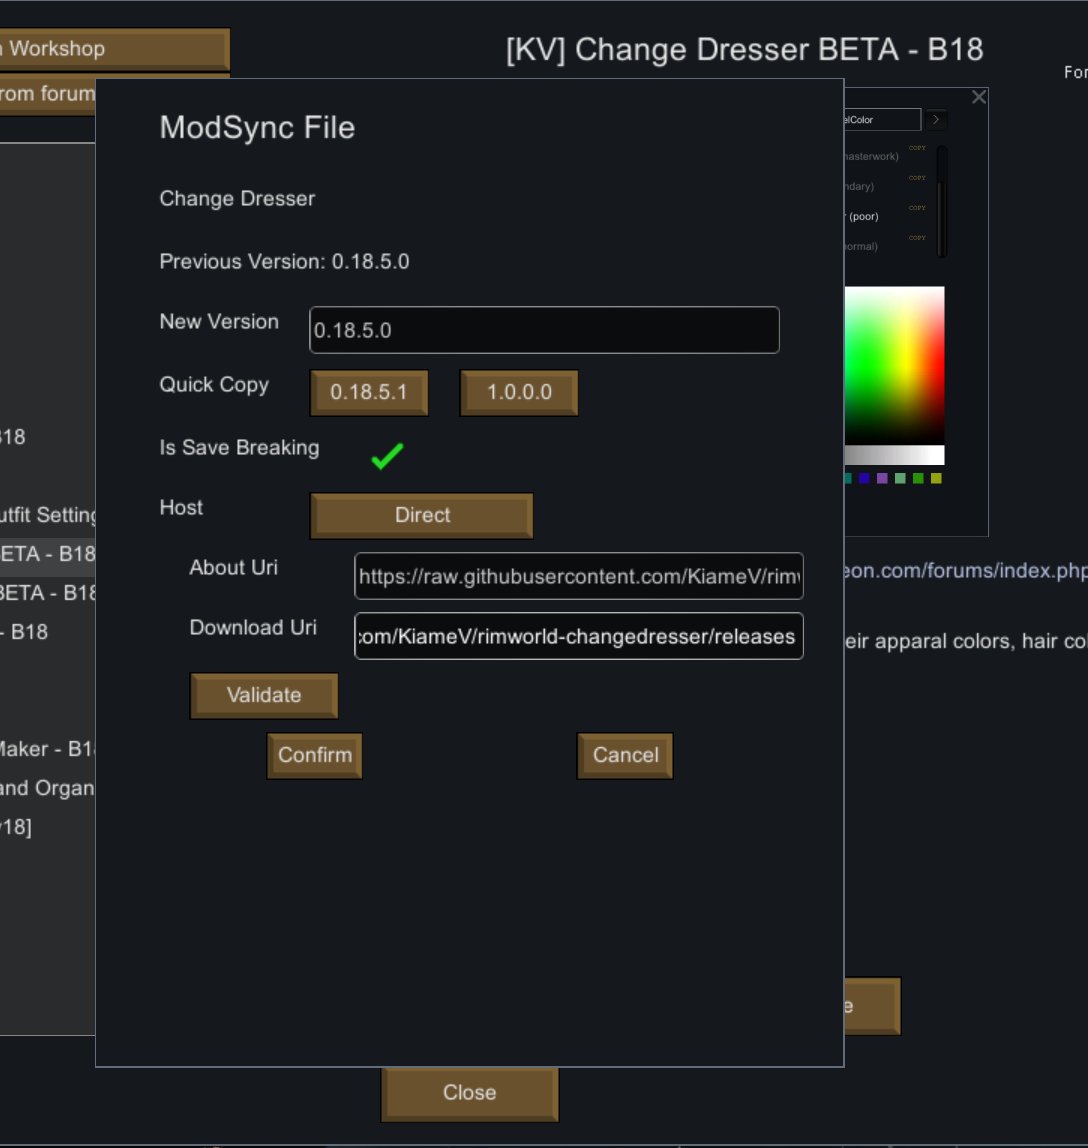 Workshop
[KV] Change Dresser BETA - B18
rom forum
ModSync File
Change Dresser
Previous Version: 0.18.5.0
New Version
0.18.5.0
Quick Copy
0.18.5.1
1.0.0.0
Is Save Breaking
Host
Direct
About Uri
https://raw.githubusercontent.com/KiameV/rim
Download Uri
com/KiameV/rimworld-changedresser/releases
Validate
Confirm
Cancel
Close
For
elColor
>
COPY
nasterwork)
COPY
ndary)
COPY
(poor)
COPY
ormal)
eon.com/forums/index.php
eir apparal colors, hair co
e
B18
utfit Setting
BETA - B18
BETA - B18
- B18
Maker - B18
and Organ
18]